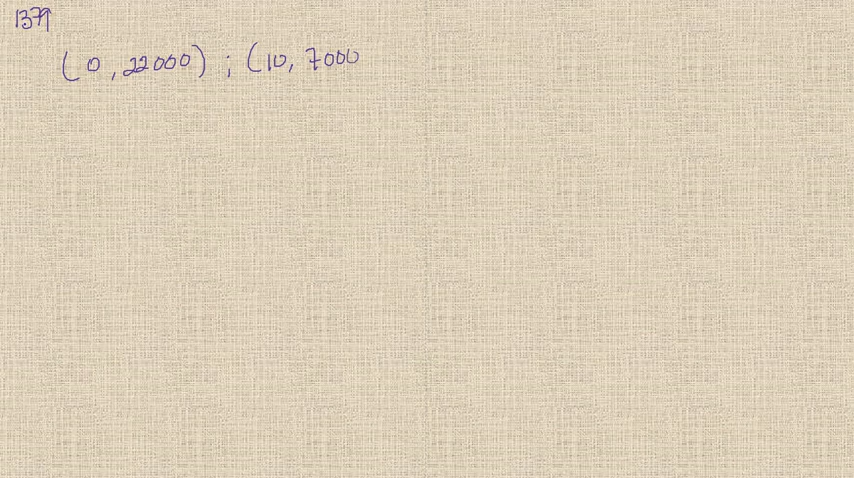 1379
(0, 22000) ; (10, 7000